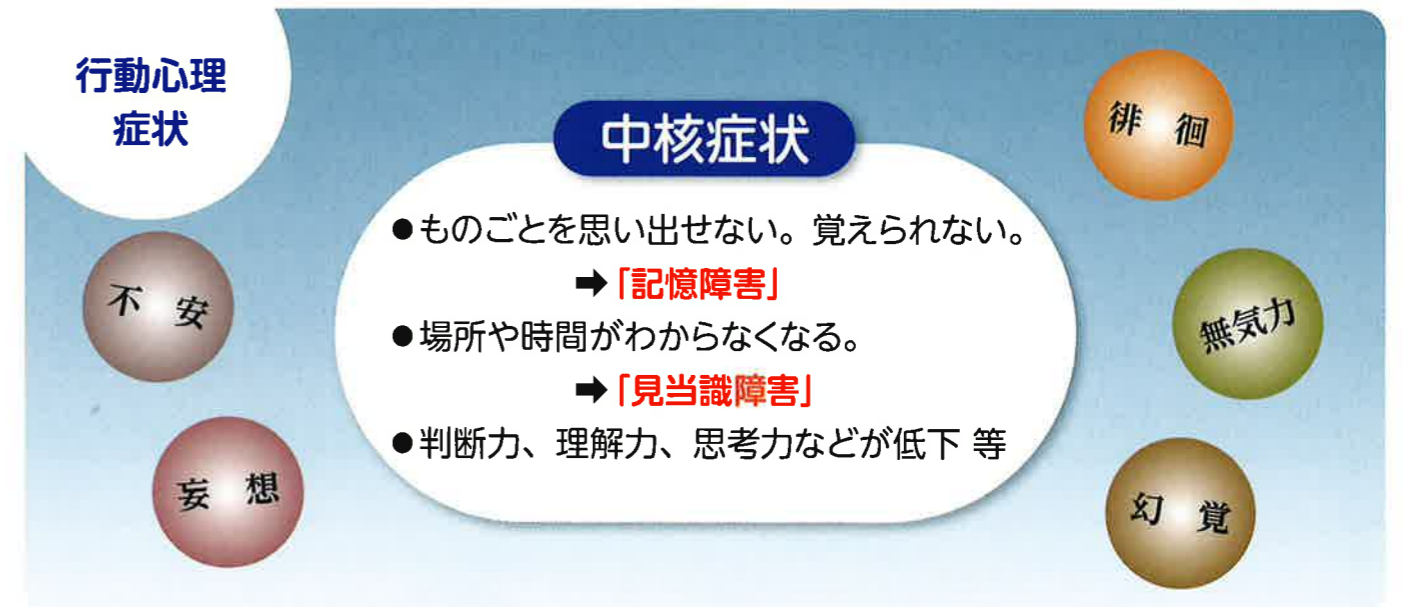 行動心理
症状
中核症状
●ものごとを思い出せない。覚えられない。
➡「記憶障害」
●場所や時間がわからなくなる。
➡「見当識障害」
●判断力、理解力、思考力などが低下 等
不 安
妄 想
徘 徊
無気力
幻 覚